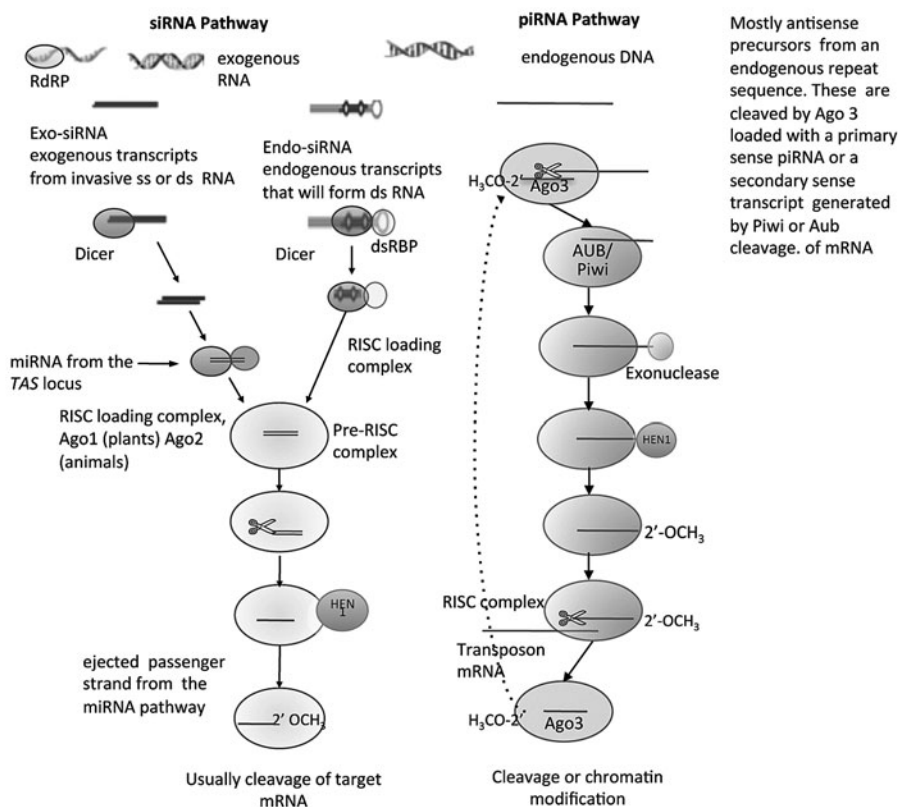 siRNA Pathway
RdRP
exogenous
RNA
Exo-siRNA
exogenous transcripts
from invasive ss or ds RNA
Endo-siRNA
endogenous transcripts
that will form ds RNA
Dicer
Dicer
dsRBP
miRNA from the
TAS locus
RISC loading
complex
RISC loading complex,
Ago1 (plants) Ago2
(animals)
Pre-RISC
complex
HEN
1
ejected passenger
strand from the
miRNA pathway
2' OCH₃
Usually cleavage of target
mRNA
piRNA Pathway
endogenous DNA
H₃CO-2'
Ago3
AUB/
Piwi
Exonuclease
HEN1
2'-OCH₃
RISC complex
2'-OCH₃
Transposon
mRNA
H₃CO-2'
Ago3
Cleavage or chromatin
modification
Mostly antisense
precursors from an
endogenous repeat
sequence. These are
cleaved by Ago 3
loaded with a primary
sense piRNA or a
secondary sense
transcript generated
by Piwi or Aub
cleavage. of mRNA